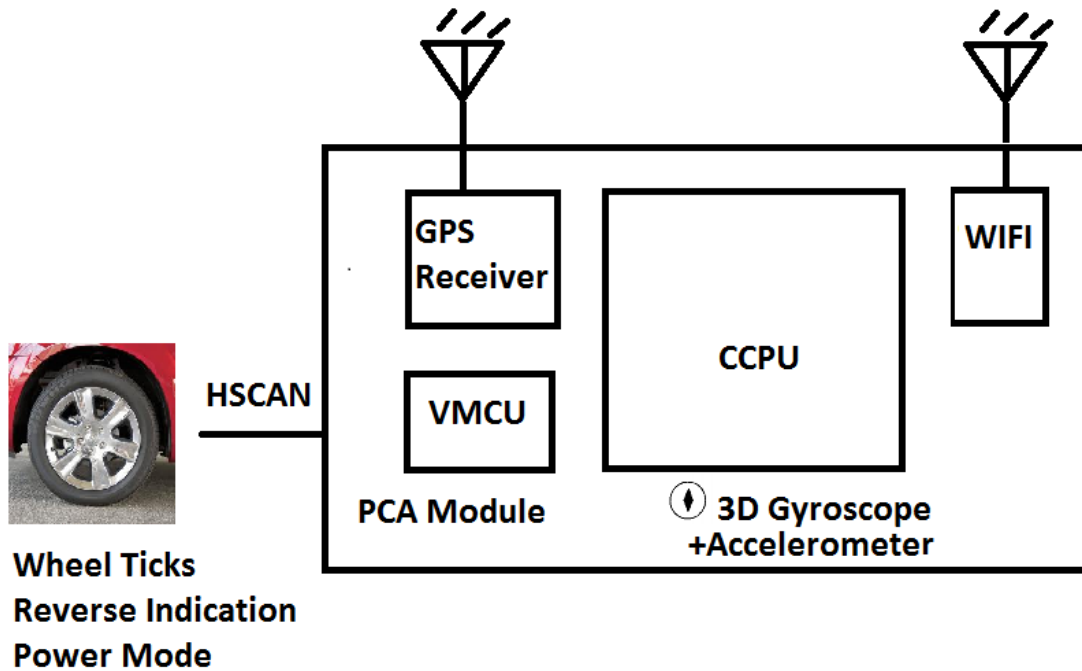 GPS
Receiver
WIFI
CCPU
HSCAN
VMCU
PCA Module
3D Gyroscope
+Accelerometer
Wheel Ticks
Reverse Indication
Power Mode